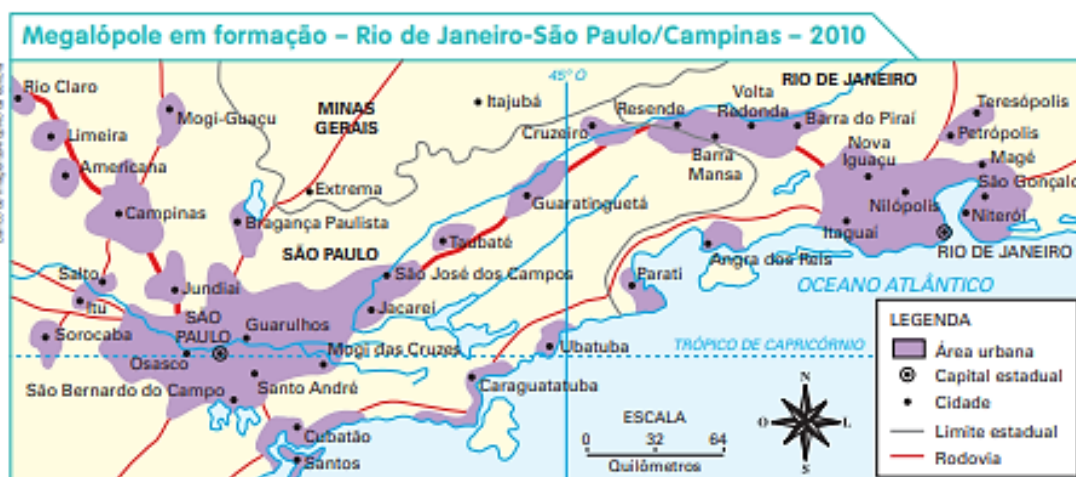 Megalópole em formação – Rio de Janeiro-São Paulo/Campinas – 2010
45º O
RIO DE JANEIRO
Rio Claro
Mogi-Guaçu
MINAS
GERAIS
Itajubá
Resende
Volta
Redonda
Teresópolis
Limeira
Cruzeiro
Barra do Piraí
Petrópolis
Americana
Barra
Mansa
Nova
Iguaçu
Magé
Extrema
São Gonçalo
Campinas
Bragança Paulista
Guaratinguetá
Nilópolis
Niterói
Taubaté
Itaguaí
SÃO PAULO
Angra dos Reis
RIO DE JANEIRO
Salto
Jundiaí
São José dos Campos
Parati
OCEANO ATLÂNTICO
Itu
Jacareí
SÃO
PAULO
Guarulhos
Sorocaba
Osasco
Mogi das Cruzes
Ubatuba
TRÓPICO DE CAPRICÓRNIO
São Bernardo do Campo
Santo André
Caraguatatuba
Cubatão
Santos
ESCALA
0 32 64
Quilômetros
N
O L
S
LEGENDA
Área urbana
Capital estadual
Cidade
Limite estadual
Rodovia